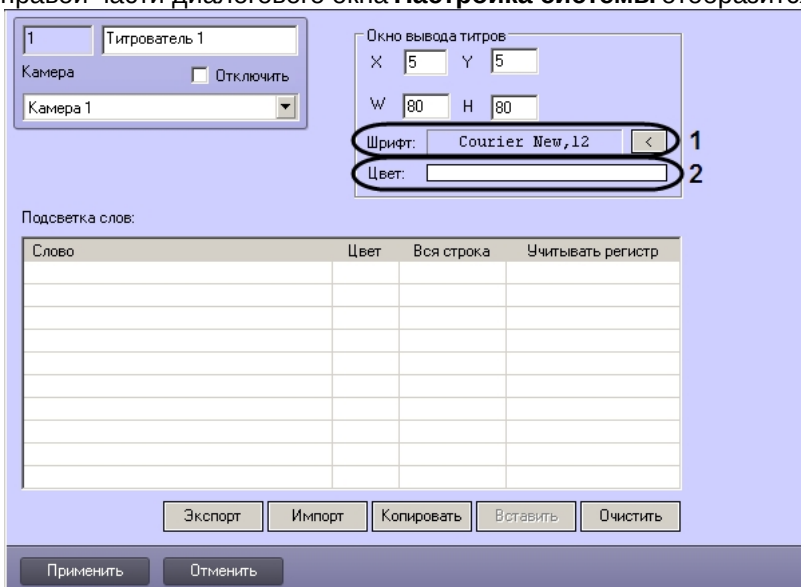 правой части диалогового окна Настройка системы отобразится
1 Титрователь 1
Камера Отключить
Камера 1
Окно вывода титров
X 5 Y 5
W 80 H 80
Шрифт: Courier New,12 < 1
Цвет: 2
Подсветка слов:
Слово Цвет Вся строка Учитывать регистр
Экспорт Импорт Копировать Вставить Очистить
Применить Отменить